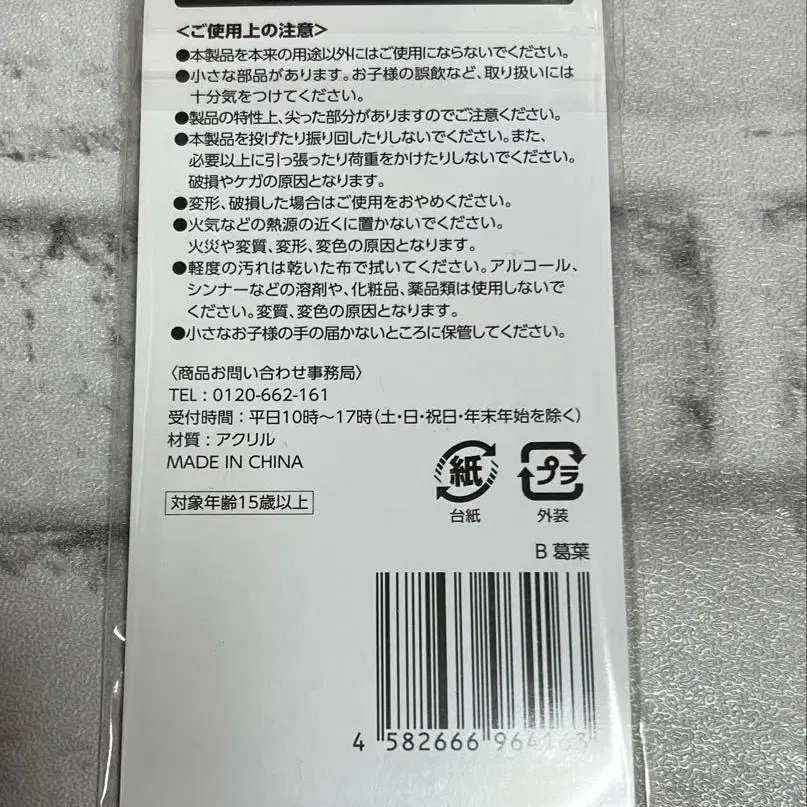 <ご使用上の注意>
●本製品を本来の用途以外にはご使用にならないでください。
●小さな部品があります。お子様の誤飲など、取り扱いには
十分気をつけてください。
●製品の特性上、尖った部分がありますのでご注意ください。
●本製品を投げたり振り回したりしないでください。また、
必要以上に引っ張ったり荷重をかけたりしないでください。
破損やケガの原因となります。
●変形、破損した場合はご使用をおやめください。
●火気などの熱源の近くに置かないでください。
火災や変質、変形、変色の原因となります。
●軽度の汚れは乾いた布で拭いてください。アルコール、
シンナーなどの溶剤や、化粧品、薬品類は使用しないで
ください。変質、変色の原因となります。
●小さなお子様の手の届かないところに保管してください。
〈商品お問い合わせ事務局〉
TEL：0120-662-161
受付時間：平日10時～17時（土・日・祝日・年末年始を除く）
材質：アクリル
MADE IN CHINA
対象年齢15歳以上
紙
台紙
プラ
外装
B 葛葉
4 582666 964163